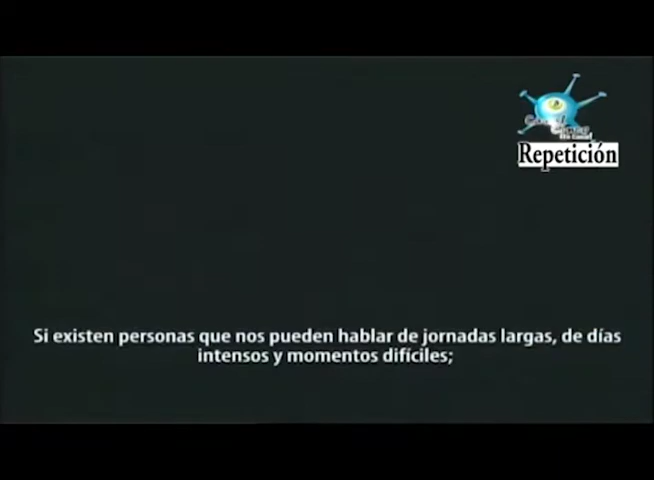 Repetición
Si existen personas que nos pueden hablar de jornadas largas, de días
intensos y momentos difíciles;